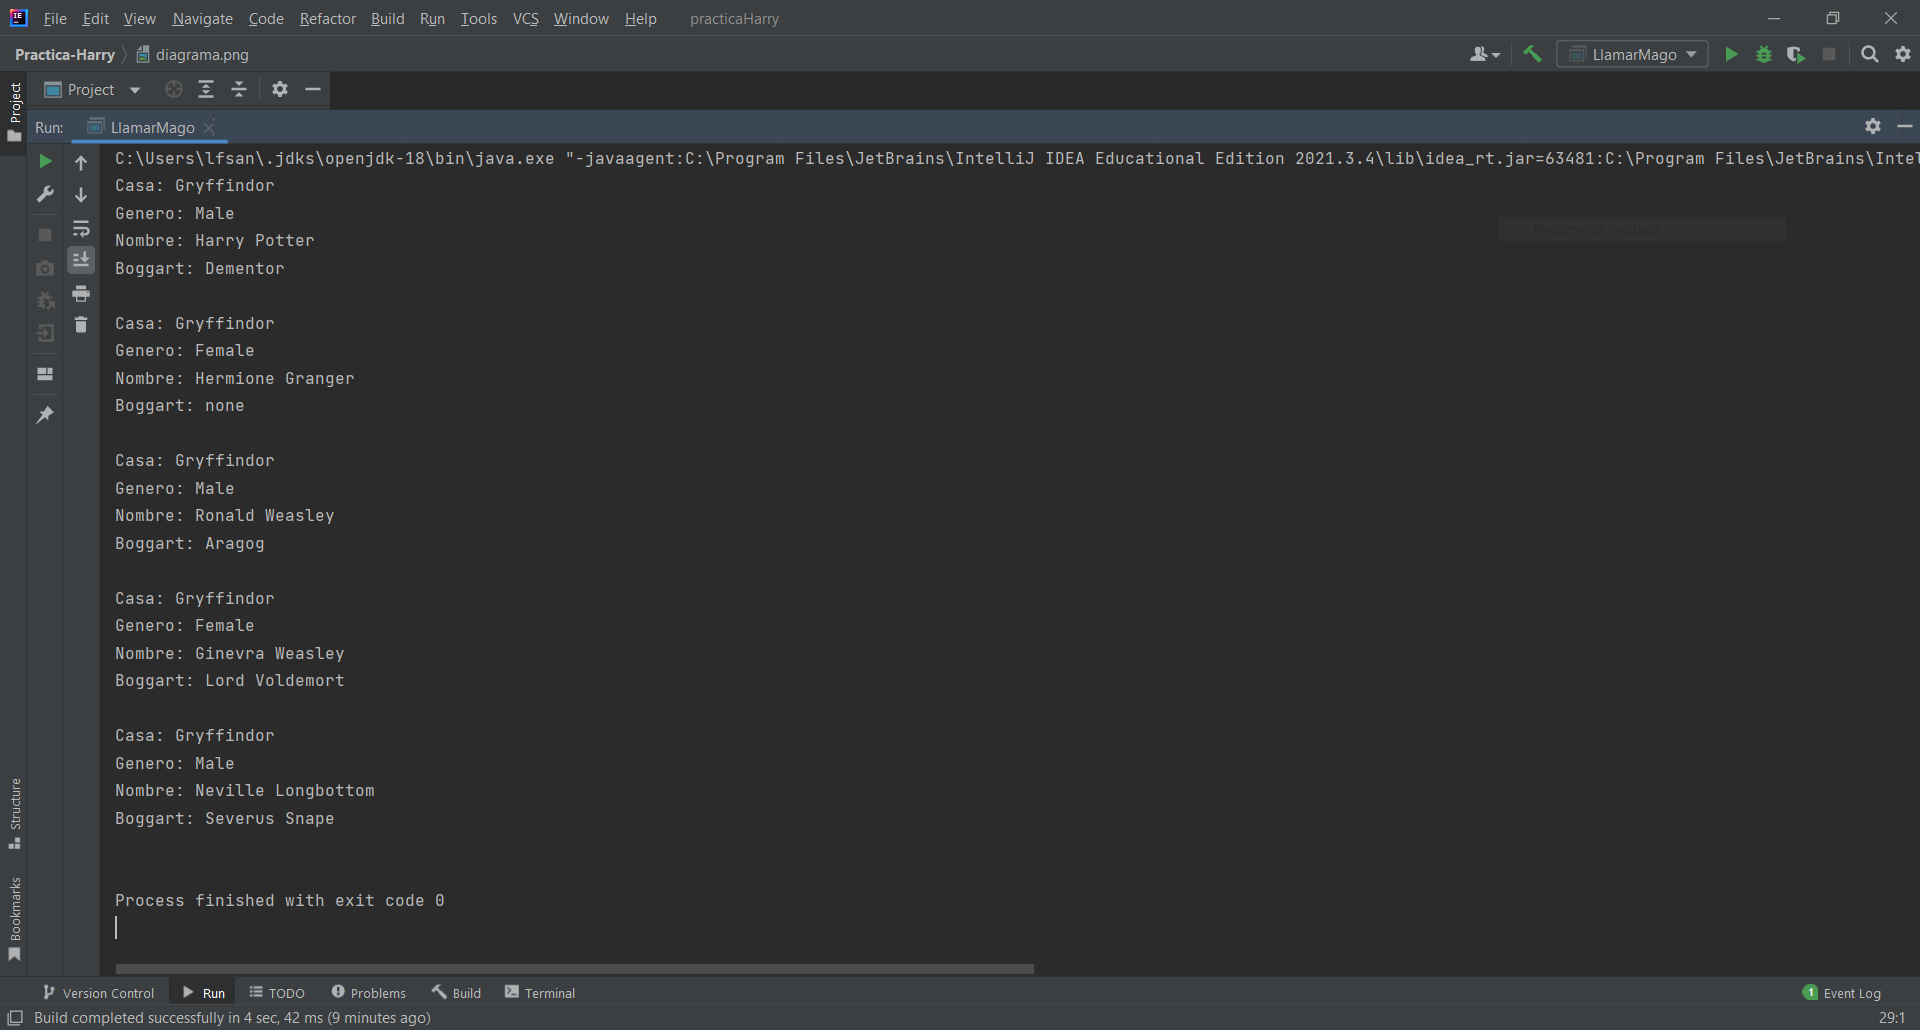 File Edit View Navigate Code Refactor Build Run Tools VCS Window Help practicaHarry
Practica-Harry diagrama.png LlamarMago
Project Project
Run: LlamarMago
C:\Users\lfsan\.jdks\openjdk-18\bin\java.exe "-javaagent:C:\Program Files\JetBrains\IntelliJ IDEA Educational Edition 2021.3.4\lib\idea_rt.jar=63481:C:\Program Files\JetBrains\Intel
Casa: Gryffindor
Genero: Male
Nombre: Harry Potter
Recorte de ventana
Boggart: Dementor
Casa: Gryffindor
Genero: Female
Nombre: Hermione Granger
Boggart: none
Casa: Gryffindor
Genero: Male
Nombre: Ronald Weasley
Boggart: Aragog
Casa: Gryffindor
Genero: Female
Nombre: Ginevra Weasley
Boggart: Lord Voldemort
Casa: Gryffindor
Genero: Male
Nombre: Neville Longbottom
Boggart: Severus Snape
Structure
Process finished with exit code 0
Bookmarks
Version Control Run TODO Problems Build Terminal 1 Event Log
Build completed successfully in 4 sec, 42 ms (9 minutes ago) 29:1